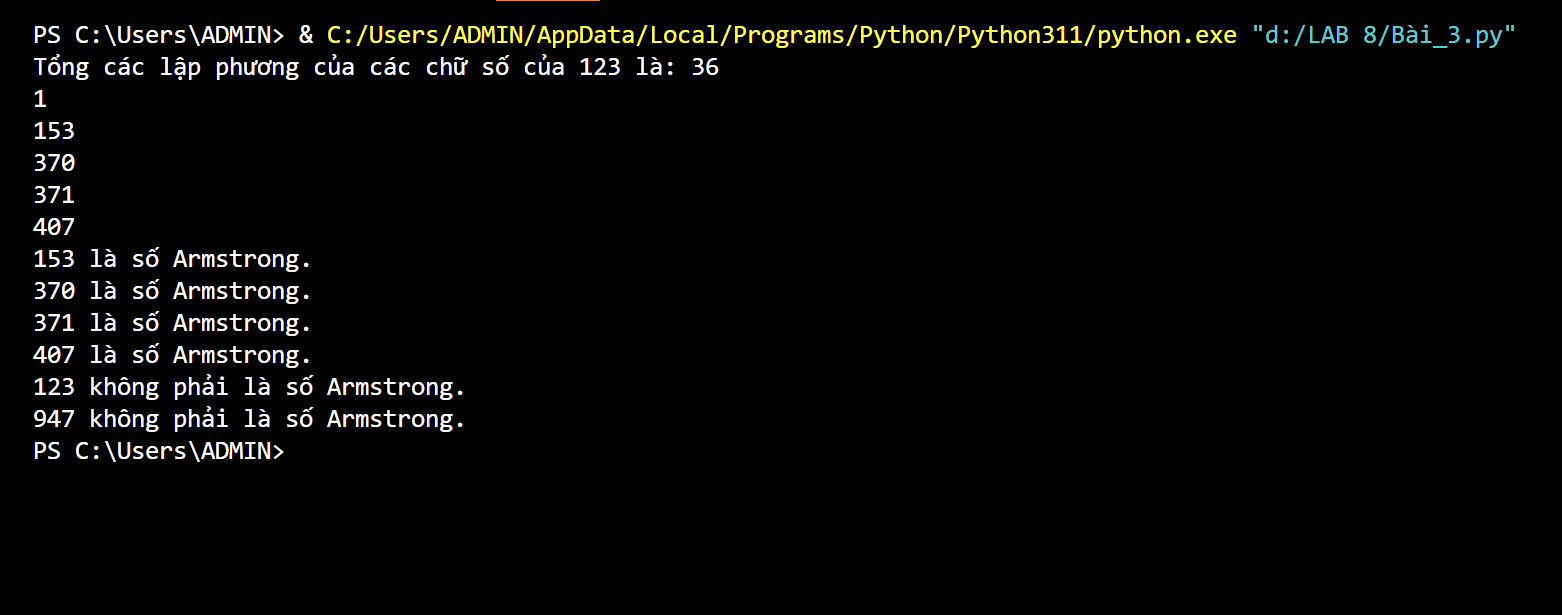 PS C:\Users\ADMIN> & C:/Users/ADMIN/AppData/Local/Programs/Python/Python311/python.exe "d:/LAB 8/Bài_3.py"
Tổng các lập phương của các chữ số của 123 là: 36
1
153
370
371
407
153 là số Armstrong.
370 là số Armstrong.
371 là số Armstrong.
407 là số Armstrong.
123 không phải là số Armstrong.
947 không phải là số Armstrong.
PS C:\Users\ADMIN>